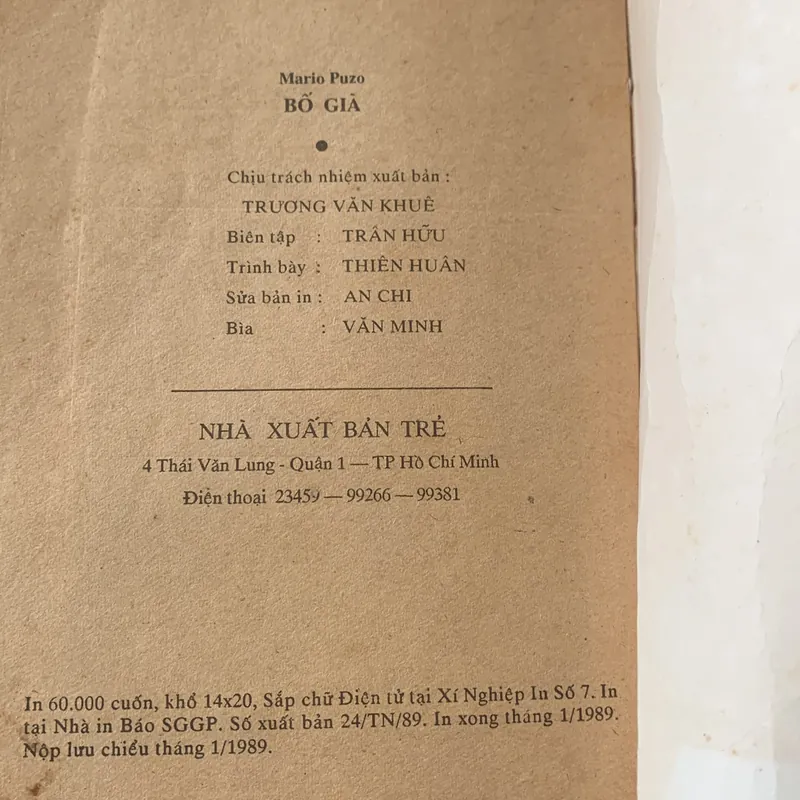 Mario Puzo
BỐ GIÀ
Chịu trách nhiệm xuất bản :
TRƯƠNG VĂN KHUÊ
Biên tập : TRẦN HỮU
Trình bày : THIÊN HUÂN
Sửa bản in : AN CHI
Bìa : VĂN MINH
NHÀ XUẤT BẢN TRẺ
4 Thái Văn Lung - Quận 1 — TP Hồ Chí Minh
Điện thoại 23459 — 99266 — 99381
In 60.000 cuốn, khổ 14x20, Sắp chữ Điện tử tại Xí Nghiệp In Số 7. In
tại Nhà in Báo SGGP. Số xuất bản 24/TN/89. In xong tháng 1/1989.
Nộp lưu chiểu tháng 1/1989.